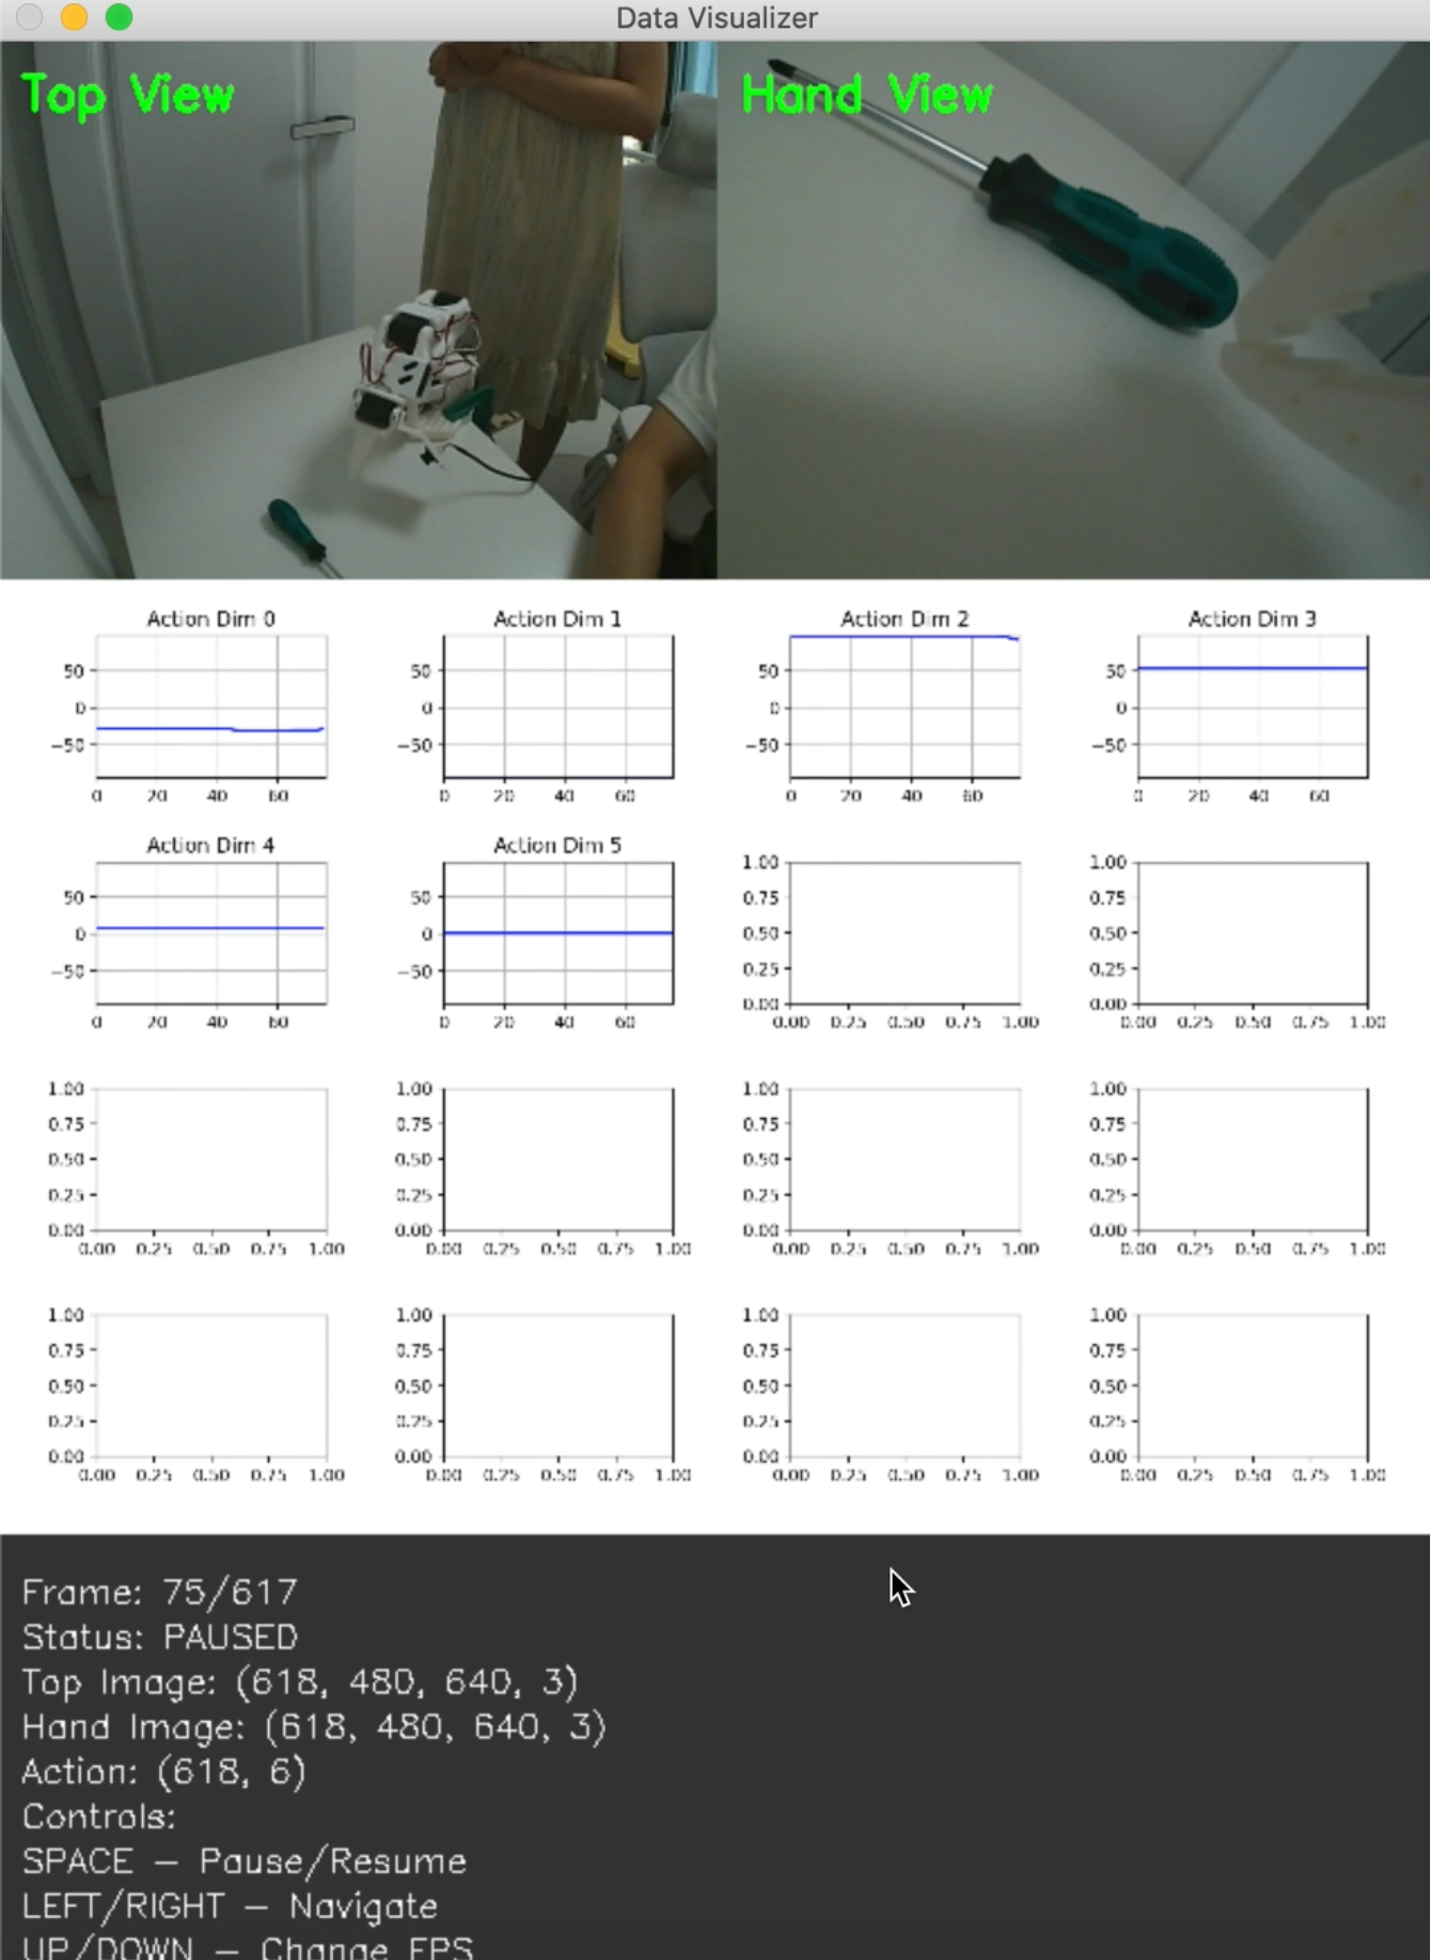 Data Visualizer
Top View
Hand View
Action Dim 0
Action Dim 1
Action Dim 2
Action Dim 3
50
0
−50
0 20 40 60
50
0
−50
0 20 40 60
50
0
−50
0 20 40 60
50
0
−50
0 20 40 60
Action Dim 4
Action Dim 5
50
0
−50
0 20 40 60
50
0
−50
0 20 40 60
1.00
0.75
0.50
0.25
0.00
0.00 0.25 0.50 0.75 1.00
1.00
0.75
0.50
0.25
0.00
0.00 0.25 0.50 0.75 1.00
1.00
0.75
0.50
0.25
0.00
0.00 0.25 0.50 0.75 1.00
1.00
0.75
0.50
0.25
0.00
0.00 0.25 0.50 0.75 1.00
1.00
0.75
0.50
0.25
0.00
0.00 0.25 0.50 0.75 1.00
1.00
0.75
0.50
0.25
0.00
0.00 0.25 0.50 0.75 1.00
1.00
0.75
0.50
0.25
0.00
0.00 0.25 0.50 0.75 1.00
1.00
0.75
0.50
0.25
0.00
0.00 0.25 0.50 0.75 1.00
1.00
0.75
0.50
0.25
0.00
0.00 0.25 0.50 0.75 1.00
1.00
0.75
0.50
0.25
0.00
0.00 0.25 0.50 0.75 1.00
Frame: 75/617
Status: PAUSED
Top Image: (618, 480, 640, 3)
Hand Image: (618, 480, 640, 3)
Action: (618, 6)
Controls:
SPACE – Pause/Resume
LEFT/RIGHT – Navigate
UP/DOWN – Change FPS